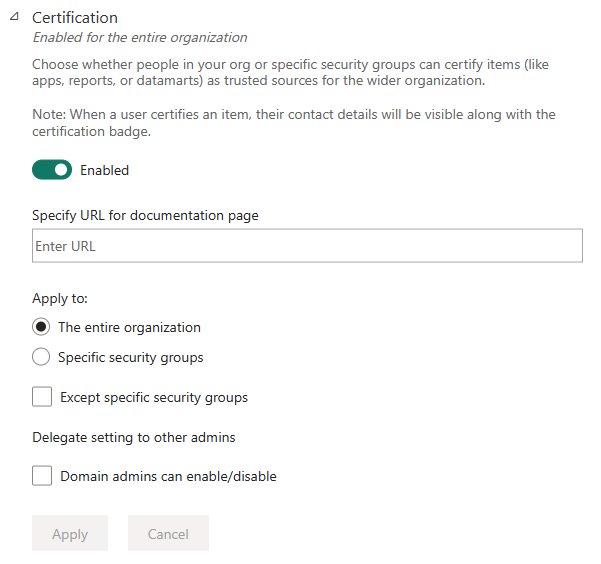 Certification
Enabled for the entire organization
Choose whether people in your org or specific security groups can certify items (like
apps, reports, or datamarts) as trusted sources for the wider organization.
Note: When a user certifies an item, their contact details will be visible along with the
certification badge.
Enabled
Specify URL for documentation page
Enter URL
Apply to:
The entire organization
Specific security groups
Except specific security groups
Delegate setting to other admins
Domain admins can enable/disable
Apply Cancel